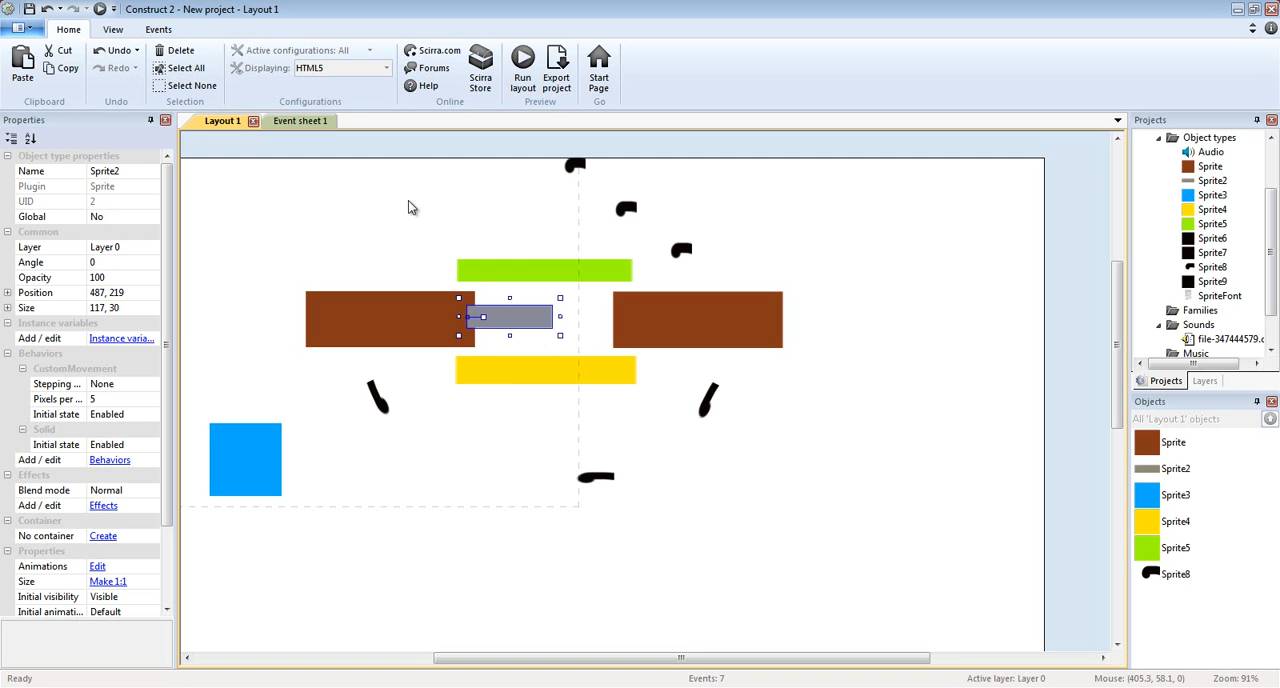 Construct 2 - New project - Layout 1
Home
View
Events
Paste
Cut
Copy
Clipboard
Undo
Redo
Undo
Delete
Select All
Select None
Selection
Active configurations: All
Displaying: HTML5
Configurations
Scirra.com
Forums
Help
Scirra Store
Online
Run layout
Export project
Preview
Start Page
Go
Properties
Object type properties
Name Sprite2
Plugin Sprite
UID 2
Global No
Common
Layer Layer 0
Angle 0
Opacity 100
Position 487, 219
Size 117, 30
Instance variables
Add / edit Instance varia...
Behaviors
CustomMovement
Stepping ... None
Pixels per ... 5
Initial state Enabled
Solid
Initial state Enabled
Add / edit Behaviors
Effects
Blend mode Normal
Add / edit Effects
Container
No container Create
Properties
Animations Edit
Size Make 1:1
Initial visibility Visible
Initial animati... Default
Layout 1
Event sheet 1
Projects
Object types
Audio
Sprite
Sprite2
Sprite3
Sprite4
Sprite5
Sprite6
Sprite7
Sprite8
Sprite9
SpriteFont
Families
Sounds
file-347444579.
Music
Projects
Layers
Objects
All 'Layout 1' objects
Sprite
Sprite2
Sprite3
Sprite4
Sprite5
Sprite8
Ready
Events: 7
Active layer: Layer 0
Mouse: (405.3, 58.1, 0)
Zoom: 91%